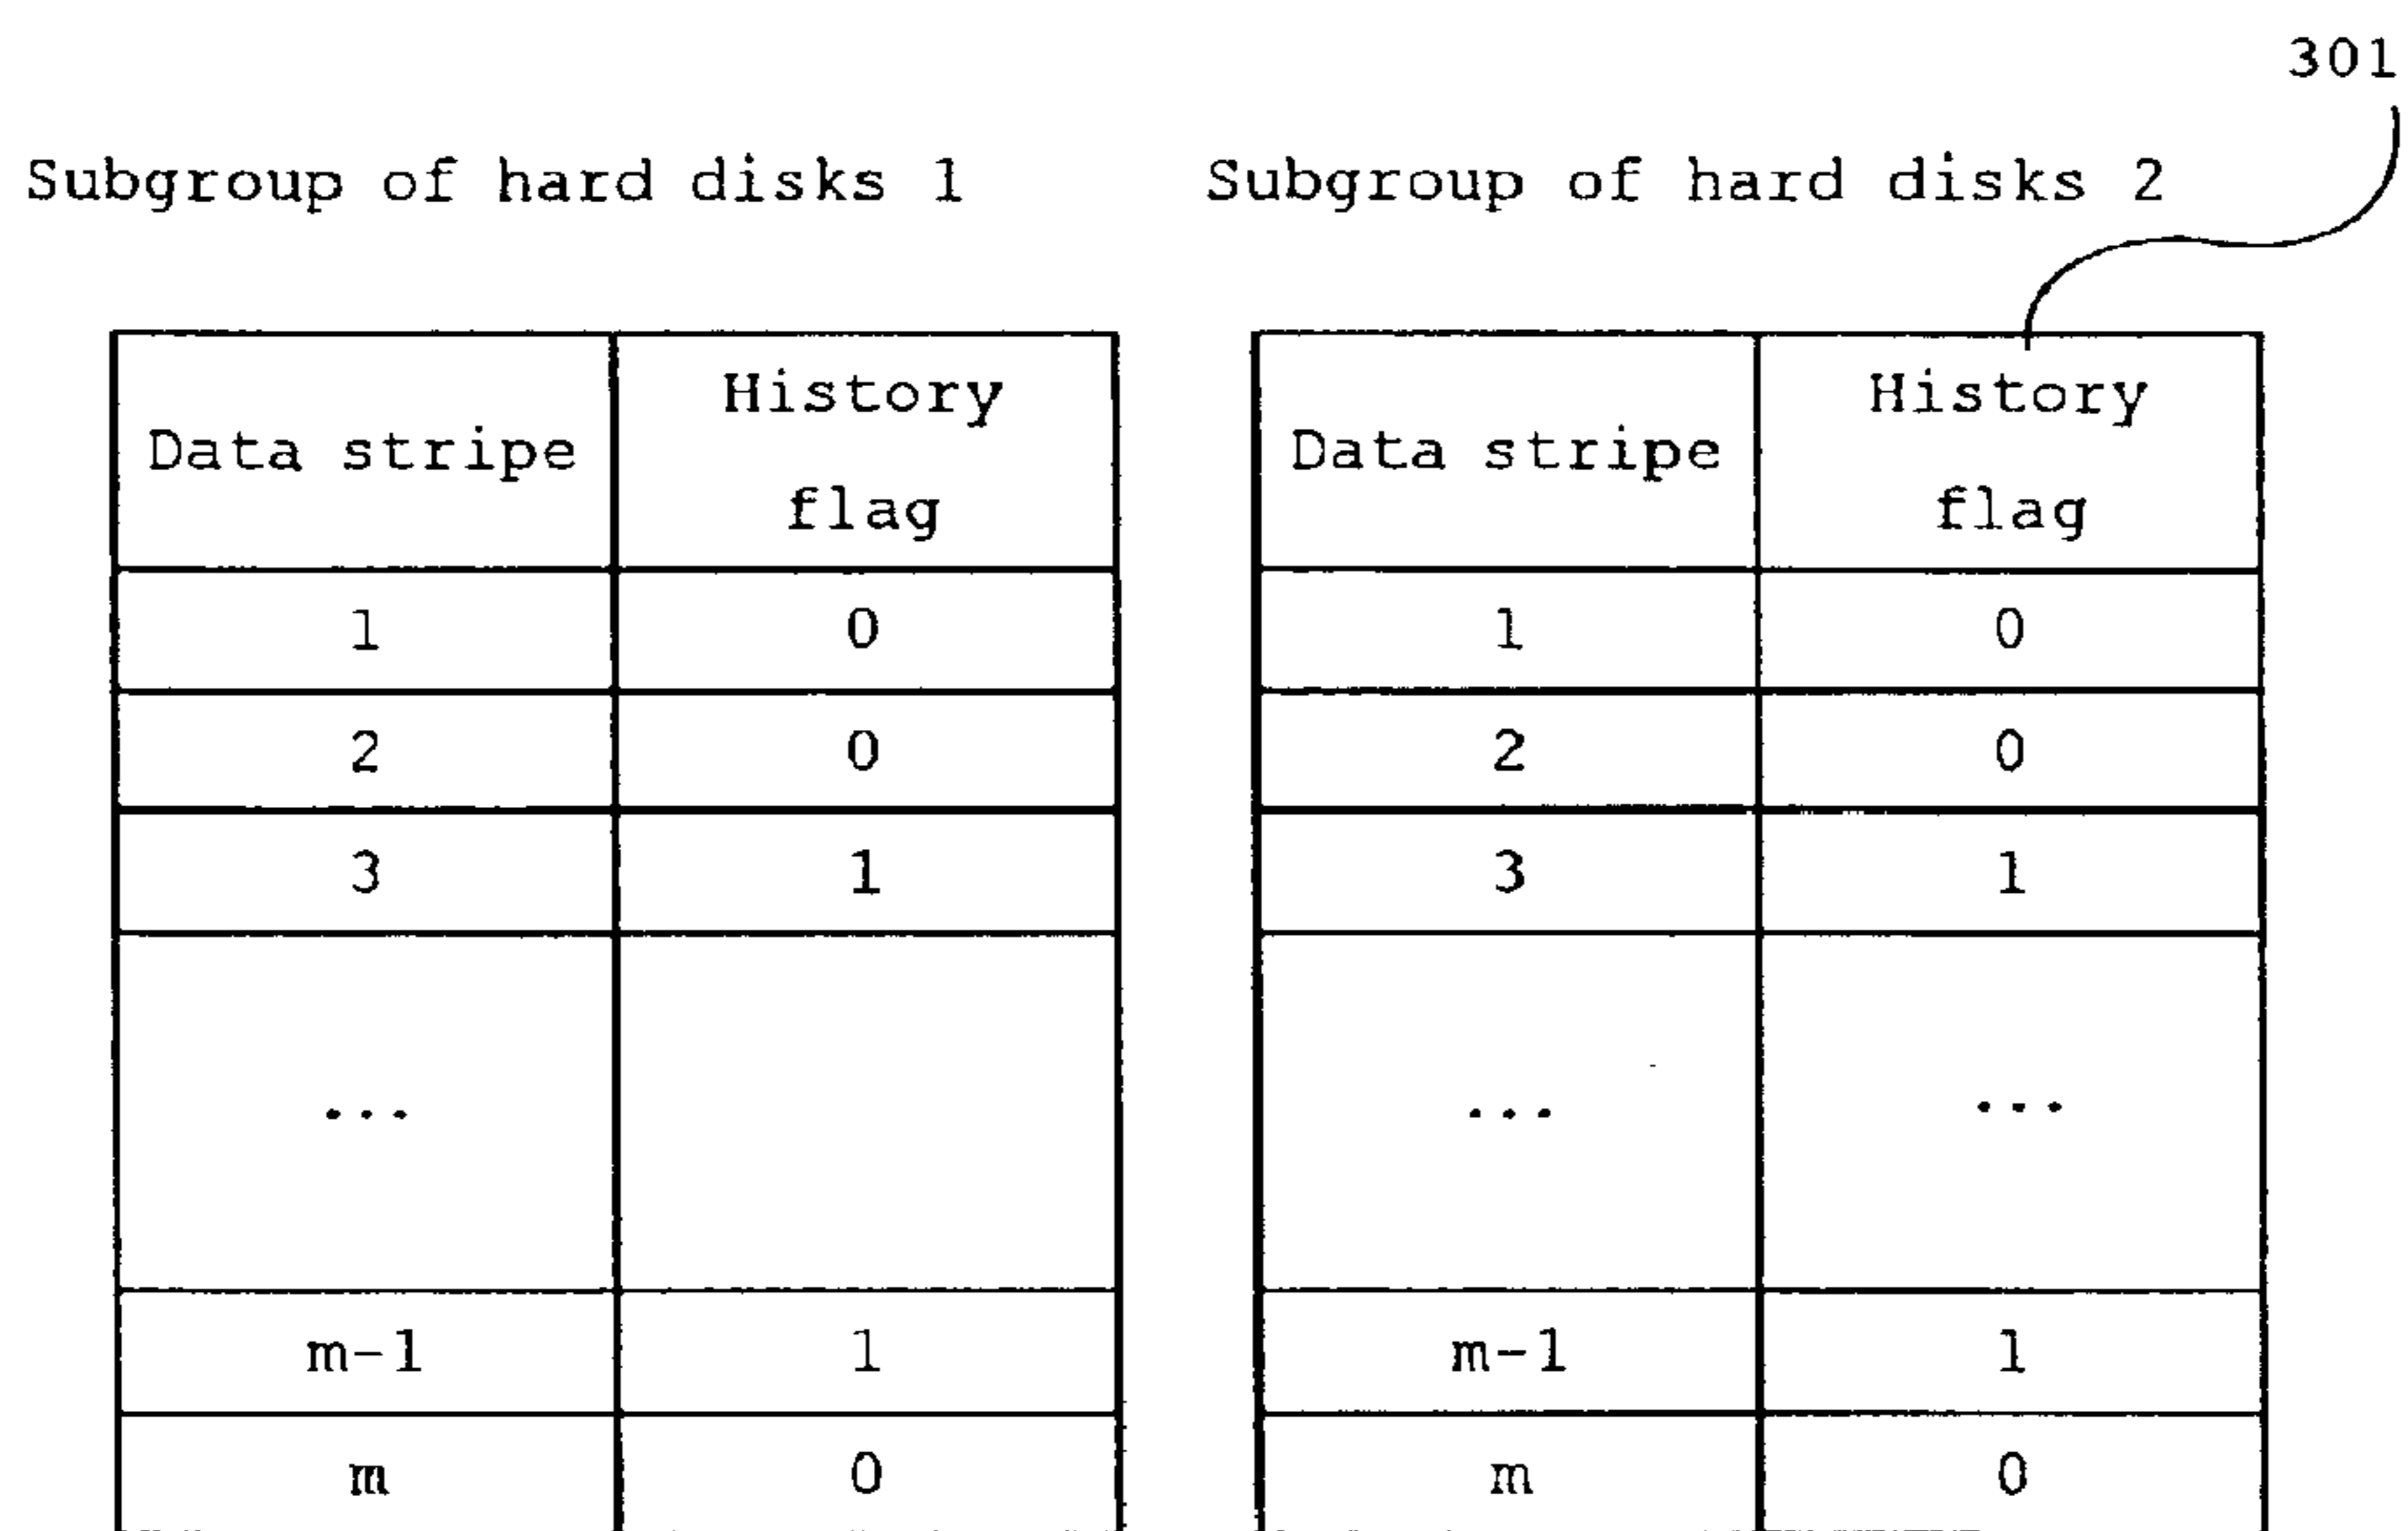 301
Subgroup of hard disks 1 Subgroup of hard disks 2
Data stripe History flag Data stripe History flag
1 0 1 0
2 0 2 0
3 1 3 1
... ... ...
m-1 1 m-1 1
m 0 m 0